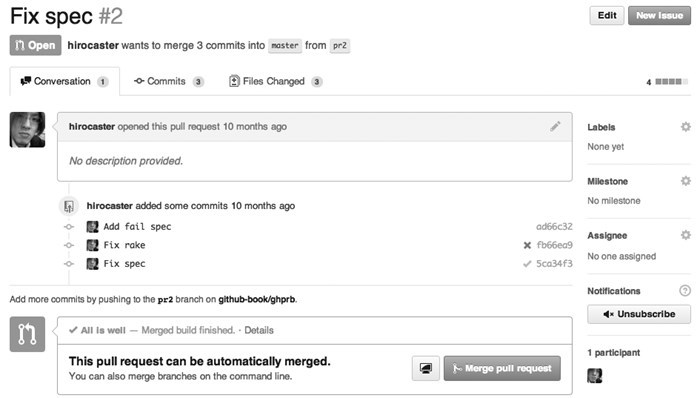 Fix spec #2
Edit
New Issue
Open
hirocaster wants to merge 3 commits into master from pr2
Conversation 1
Commits 3
Files Changed 3
4
hirocaster opened this pull request 10 months ago
No description provided.
hirocaster added some commits 10 months ago
Add fail spec ad66c32
Fix rake fb66ea9
Fix spec 5ca34f3
Add more commits by pushing to the pr2 branch on github-book/ghprb.
All is well — Merged build finished. · Details
This pull request can be automatically merged.
You can also merge branches on the command line.
Merge pull request
Labels
None yet
Milestone
No milestone
Assignee
No one assigned
Notifications
Unsubscribe
1 participant